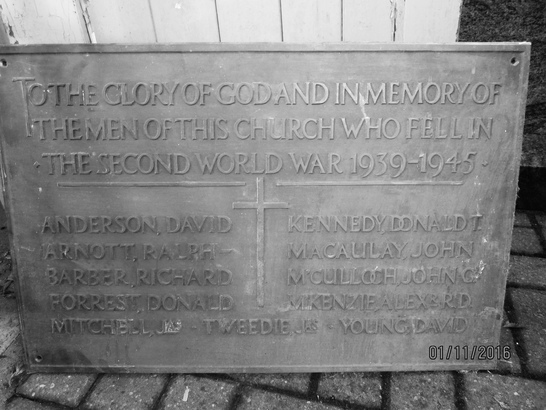 TO THE GLORY OF GOD AND IN MEMORY OF
THE MEN OF THIS CHURCH WHO FELL IN
· THE SECOND WORLD WAR 1939-1945 ·
ANDERSON, DAVID
ARNOTT, RALPH
BARBER, RICHARD
FORREST, DONALD
KENNEDY, DONALD T.
MACAULAY, JOHN
McCULLOCH, JOHN G.
McKENZIE, ALEXR. R.D.
MITCHELL, JAS · TWEEDIE, JAS · YOUNG, DAVID
01/11/2016